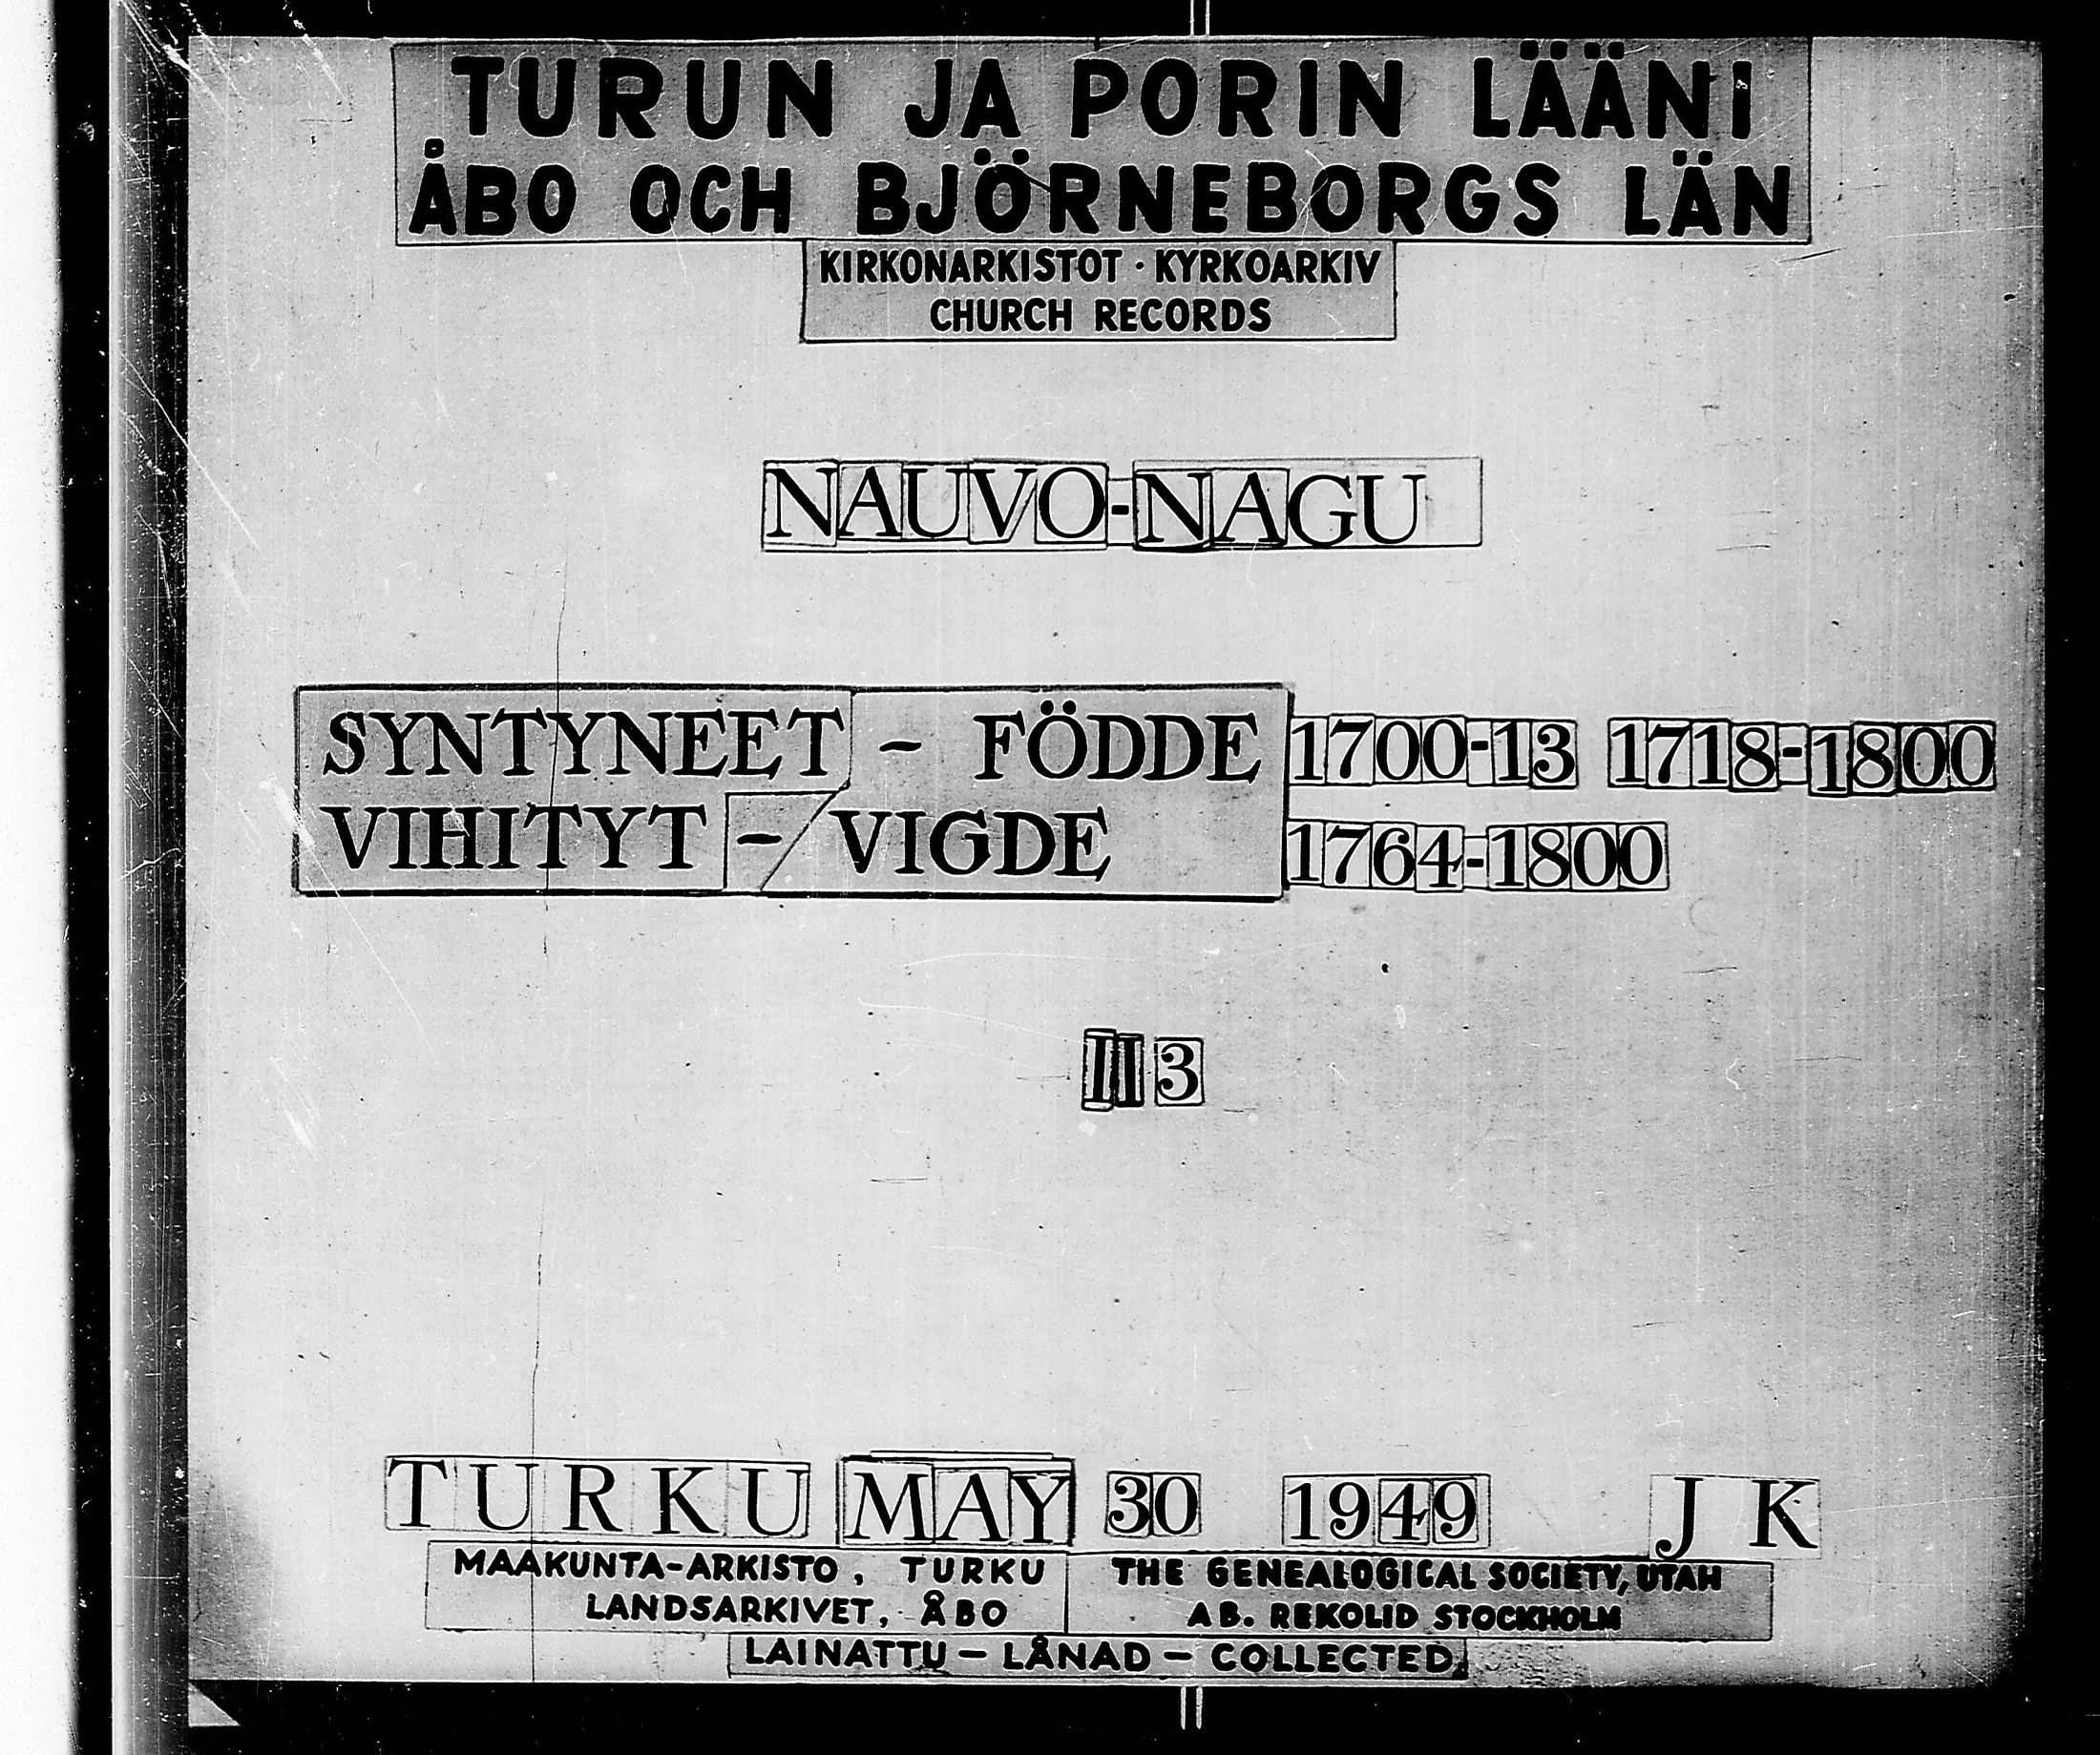 TURUN JA PORIN LÄÄNI
ÅBO OCH BJÖRNEBORGS LÄN
KIRKONARKISTOT · KYRKOARKIV
CHURCH RECORDS
NAUVO-NAGU
SYNTYNEET - FÖDDE 1700-13 1718-1800
VIHITYT - VIGDE 1764-1800
II 3
TURKU MAY 30 1949 J K
MAAKUNTA-ARKISTO, TURKU
LANDSARKIVET, ÅBO
THE GENEALOGICAL SOCIETY, UTAH
AB. REKOLID STOCKHOLM
LAINATTU - LÅNAD - COLLECTED